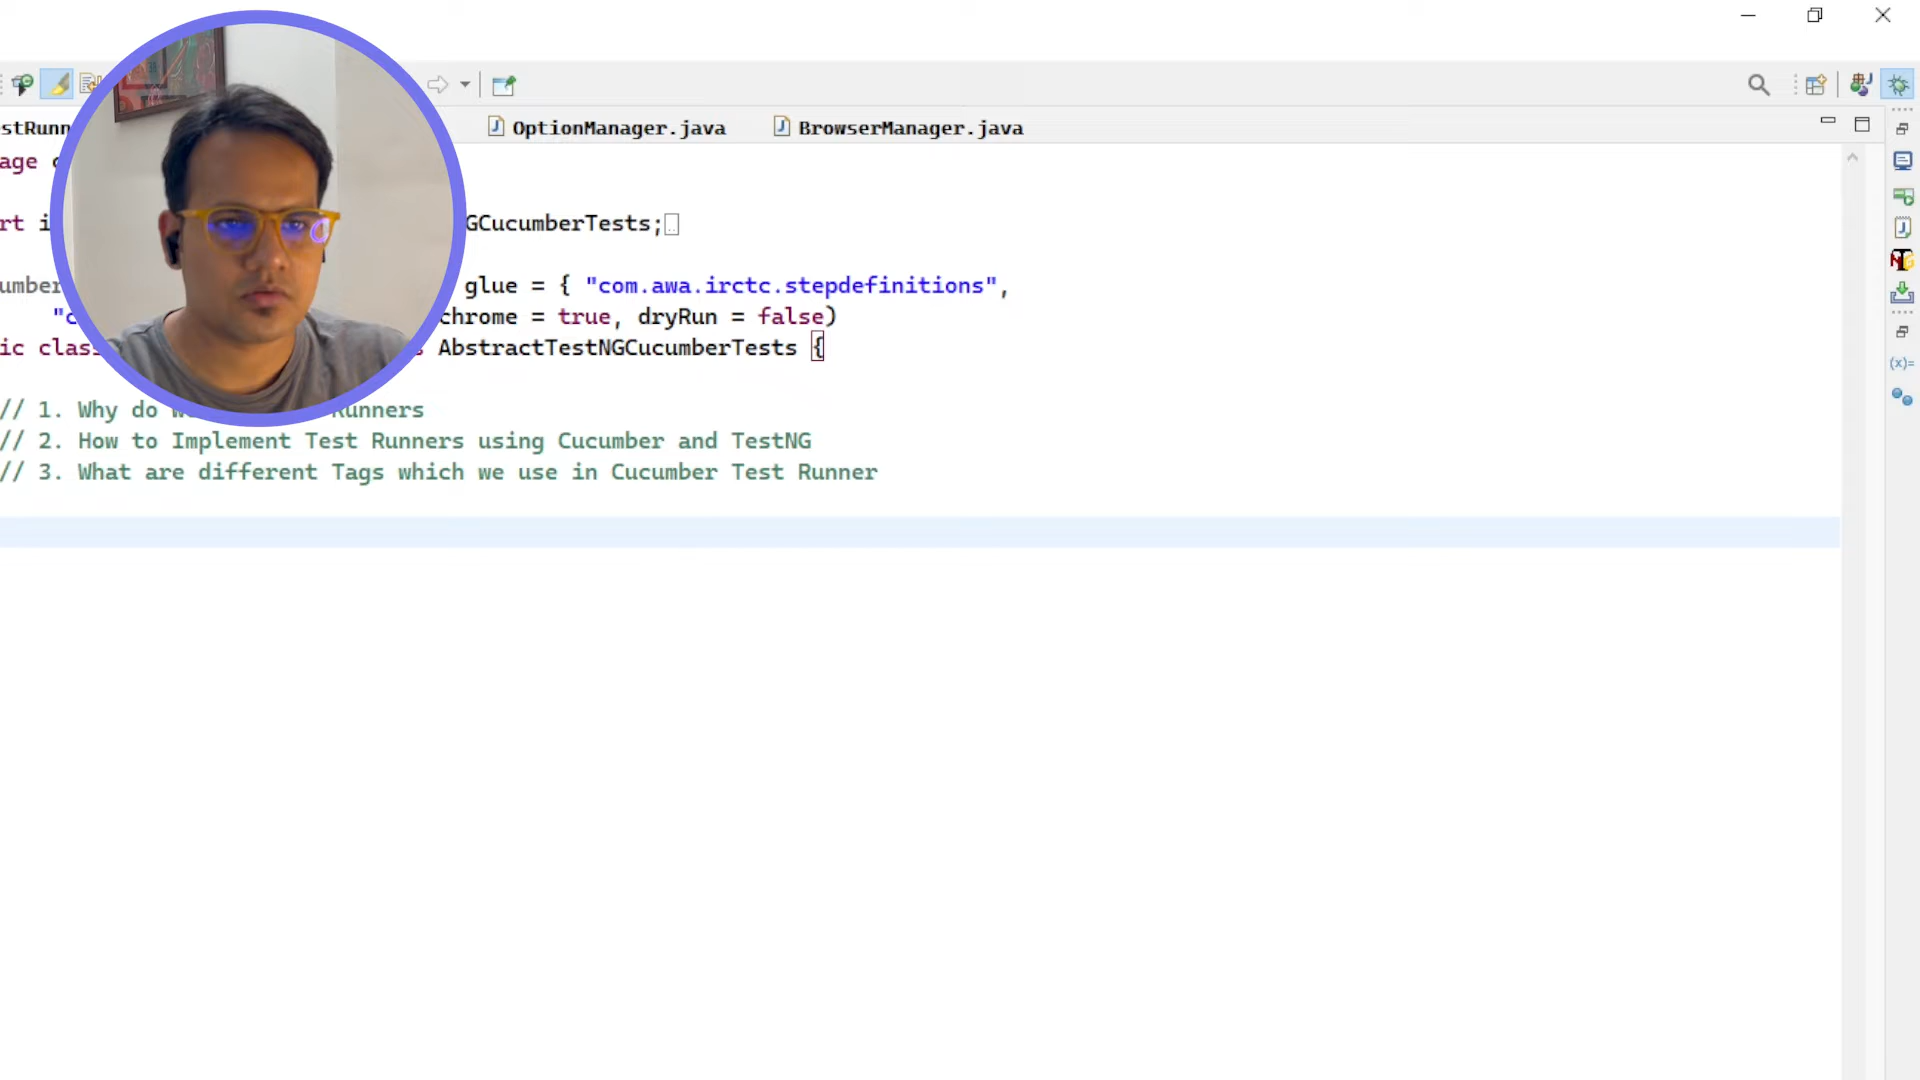 stRunn OptionManager.java BrowserManager.java
age
rt i GCucumberTests;
umber glue = { "com.awa.irctc.stepdefinitions",
"c chrome = true, dryRun = false)
ic class AbstractTestNGCucumberTests {
// 1. Why do Runners
// 2. How to Implement Test Runners using Cucumber and TestNG
// 3. What are different Tags which we use in Cucumber Test Runner